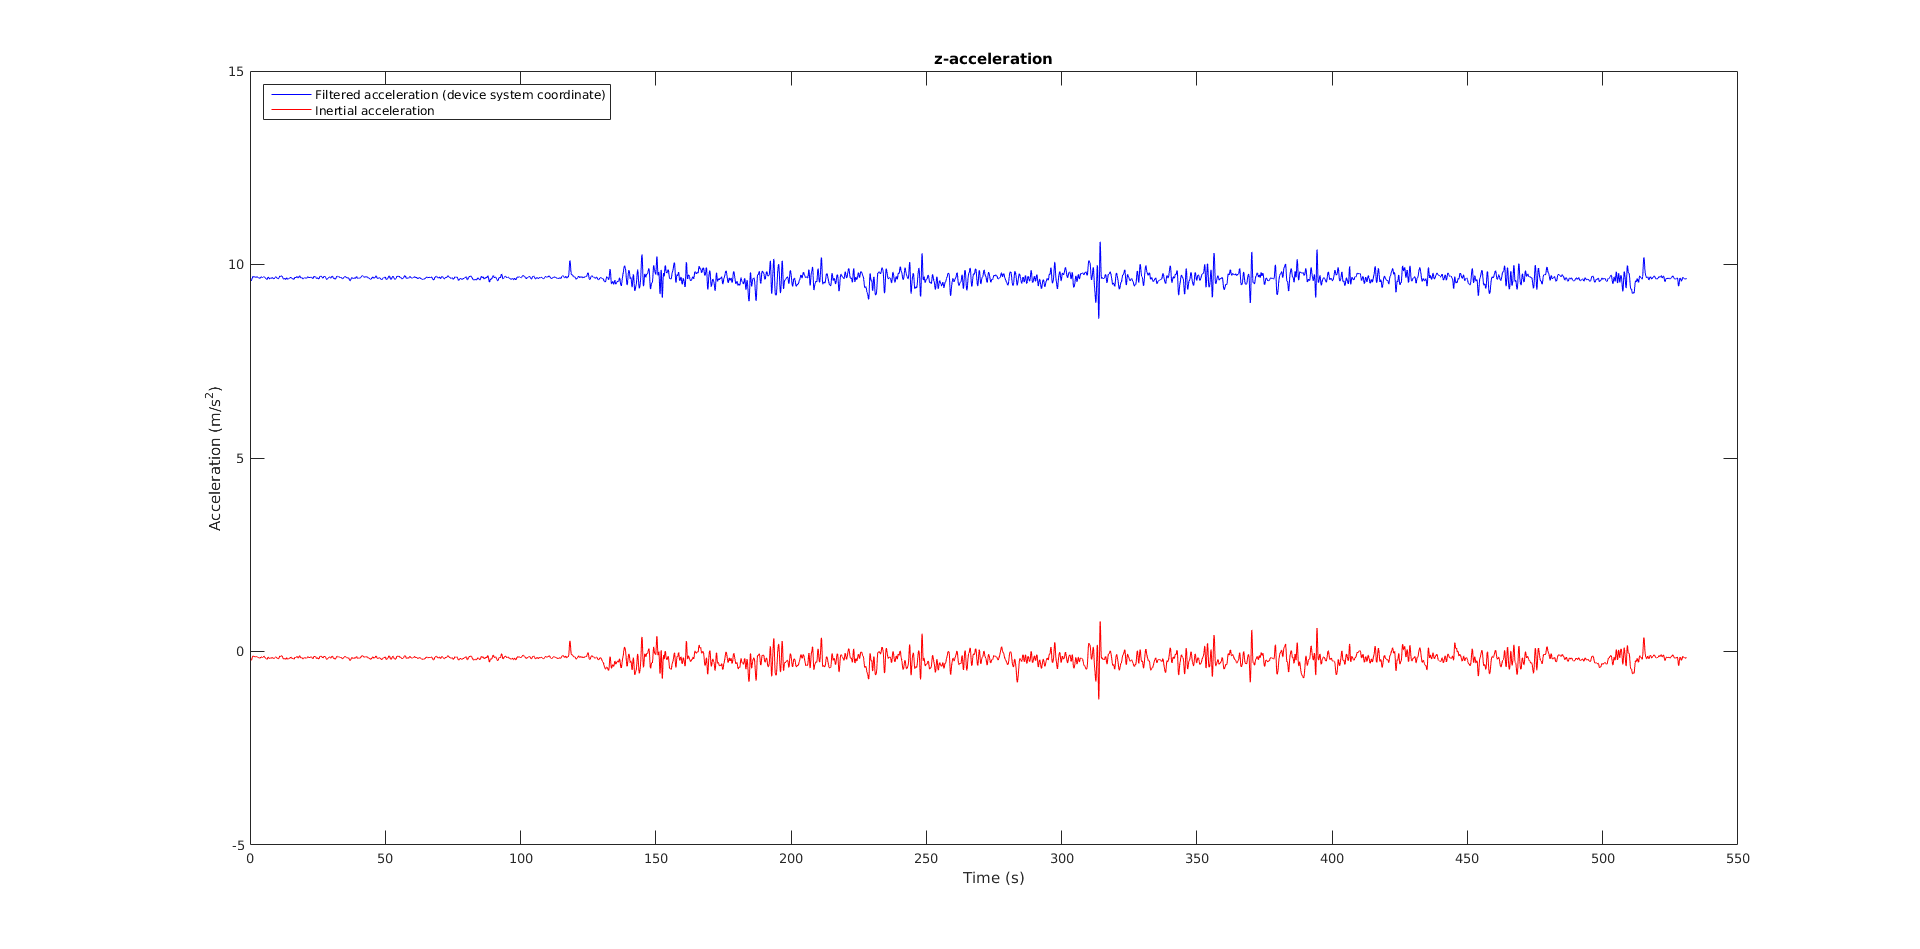 z-acceleration
15
Filtered acceleration (device system coordinate)
Inertial acceleration
10
5
0
-5
Acceleration (m/s²)
0 50 100 150 200 250 300 350 400 450 500 550
Time (s)